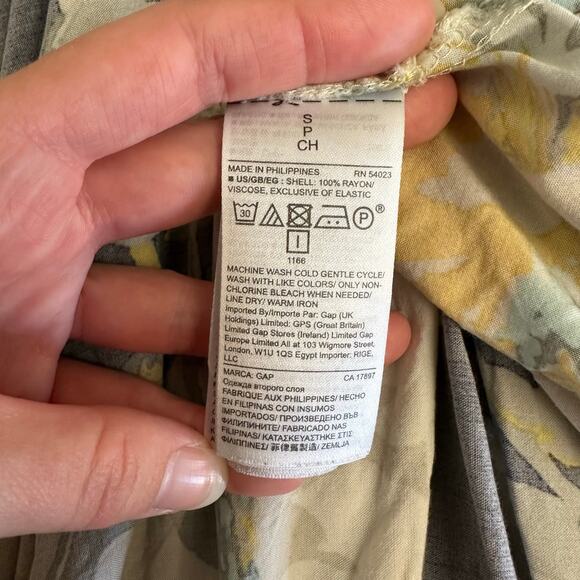 S
P
CH
MADE IN PHILIPPINES RN 54023
■ US/GB/EG : SHELL: 100% RAYON/
VISCOSE, EXCLUSIVE OF ELASTIC
30 P ®
I
1166
MACHINE WASH COLD GENTLE CYCLE/
WASH WITH LIKE COLORS/ ONLY NON-
CHLORINE BLEACH WHEN NEEDED/
LINE DRY/ WARM IRON
Imported By/Importe Par: Gap (UK
Holdings) Limited: GPS (Great Britain)
Limited Gap Stores (Ireland) Limited Gap
Europe Limited All at 103 Wigmore Street,
London, W1U 1QS Egypt Importer; RIGE,
LLC
MARCA: GAP CA 17897
Одежда второго слоя
FABRIQUE AUX PHILIPPINES/ HECHO
EN FILIPINAS CON INSUMOS
IMPORTADOS/ ПРОИЗВЕДЕНО ВЪВ
ФИЛИПИНИТЕ/ FABRICADO NAS
FILIPINAS/ ΚΑΤΑΣΚΕΥΑΣΤΗΚΕ ΣΤΙΣ
ΦΙΛΙΠΠΙΝΕΣ/ 菲律賓製造/ ZEMLJA